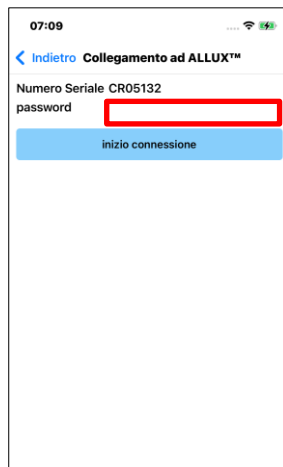 07:09
Indietro Collegamento ad ALLUX™
Numero Seriale CR05132
password
inizio connessione